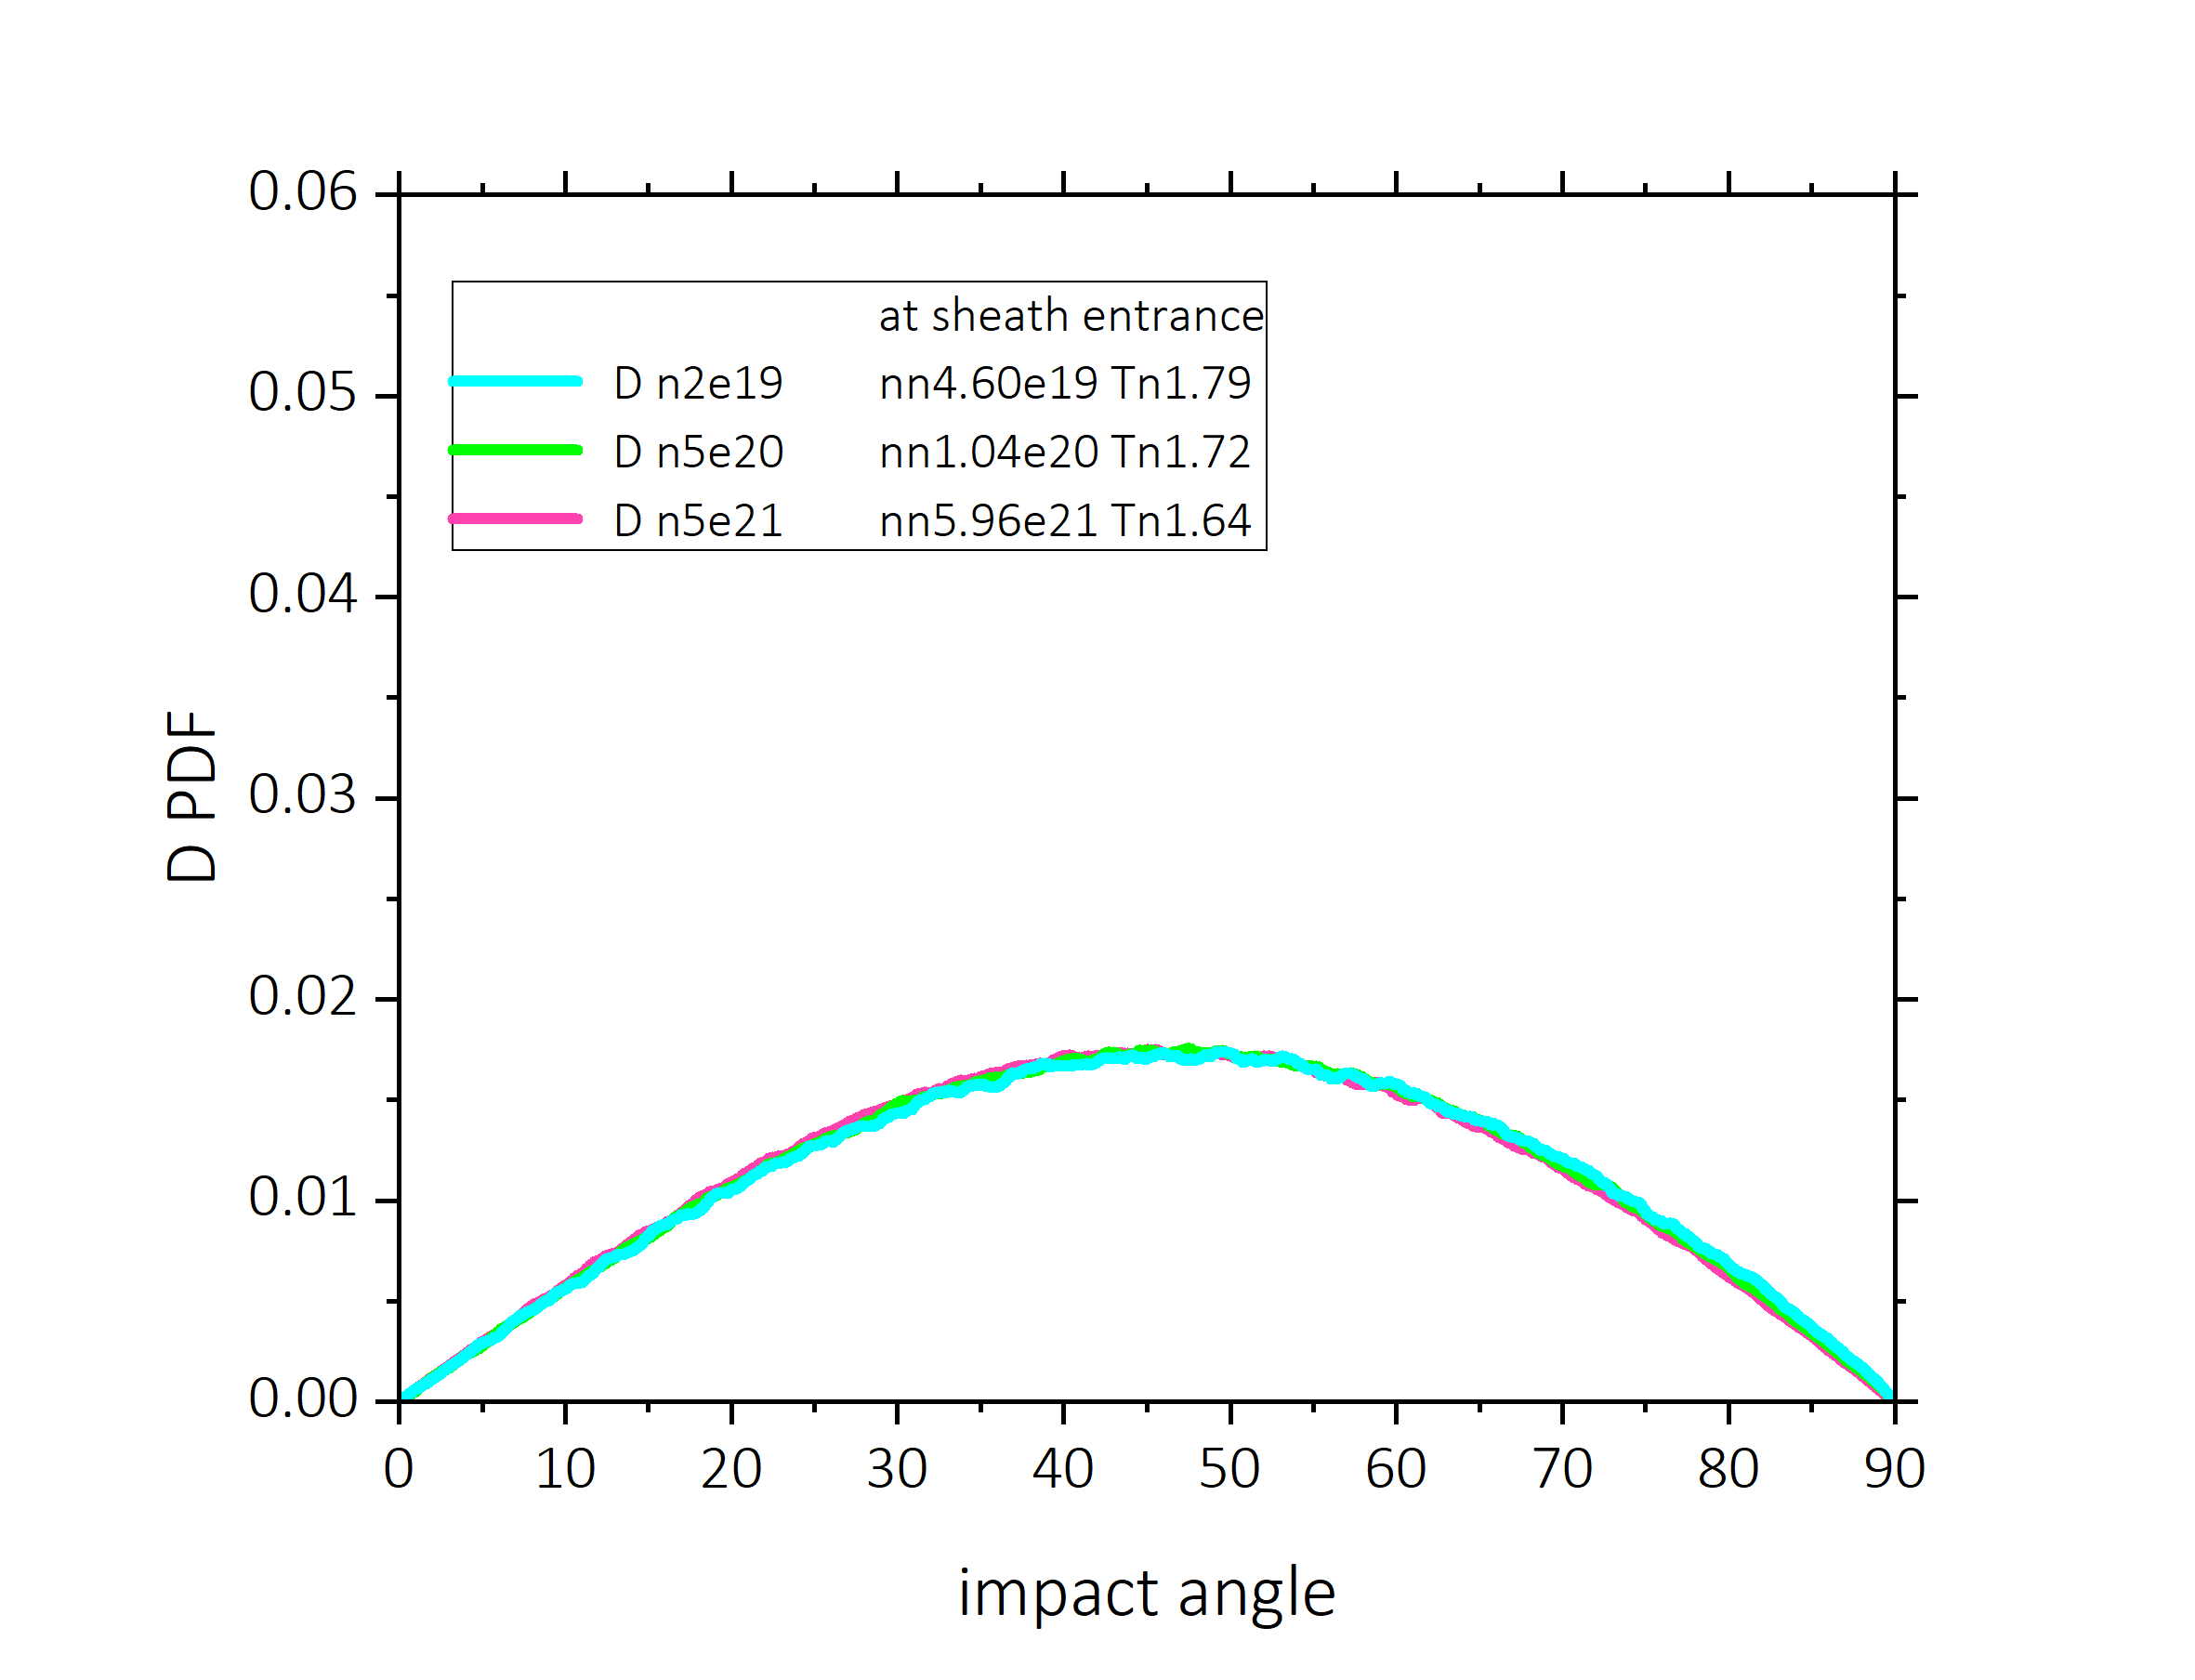 0.06
0.05
0.04
0.03
0.02
0.01
0.00
D PDF
at sheath entrance
D n2e19 nn4.60e19 Tn1.79
D n5e20 nn1.04e20 Tn1.72
D n5e21 nn5.96e21 Tn1.64
0 10 20 30 40 50 60 70 80 90
impact angle